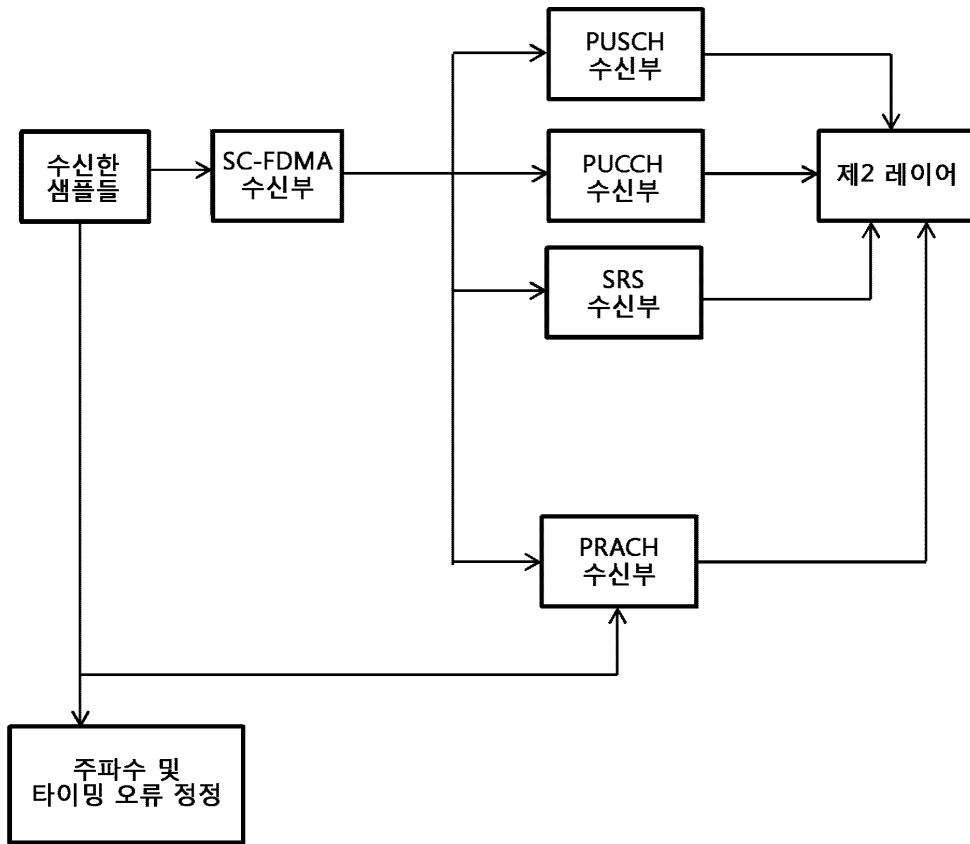 PUSCH
수신부
수신한
샘플들
SC-FDMA
수신부
PUCCH
수신부
제2 레이어
SRS
수신부
PRACH
수신부
주파수 및
타이밍 오류 정정